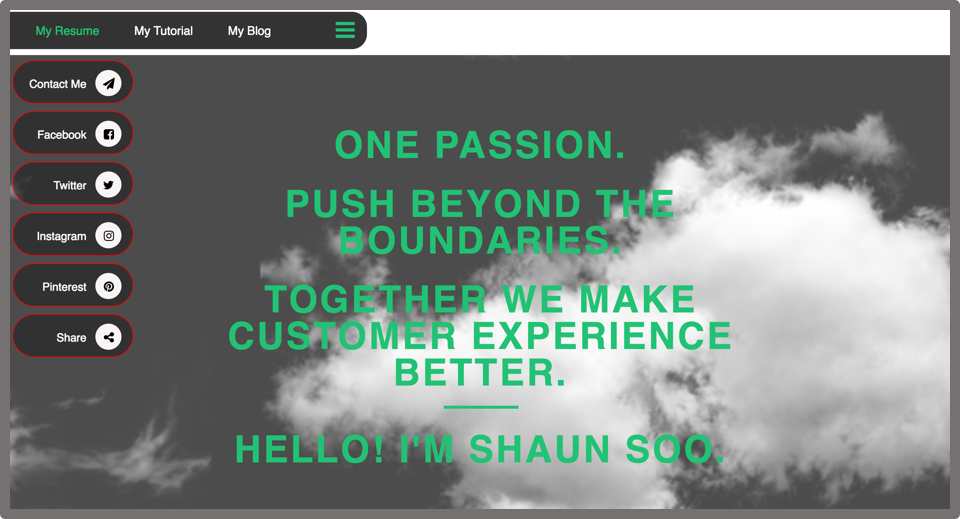 My Resume My Tutorial My Blog
Contact Me
Facebook
Twitter
Instagram
Pinterest
Share
ONE PASSION.
PUSH BEYOND THE
BOUNDARIES.
TOGETHER WE MAKE
CUSTOMER EXPERIENCE
BETTER.
HELLO! I'M SHAUN SOO.